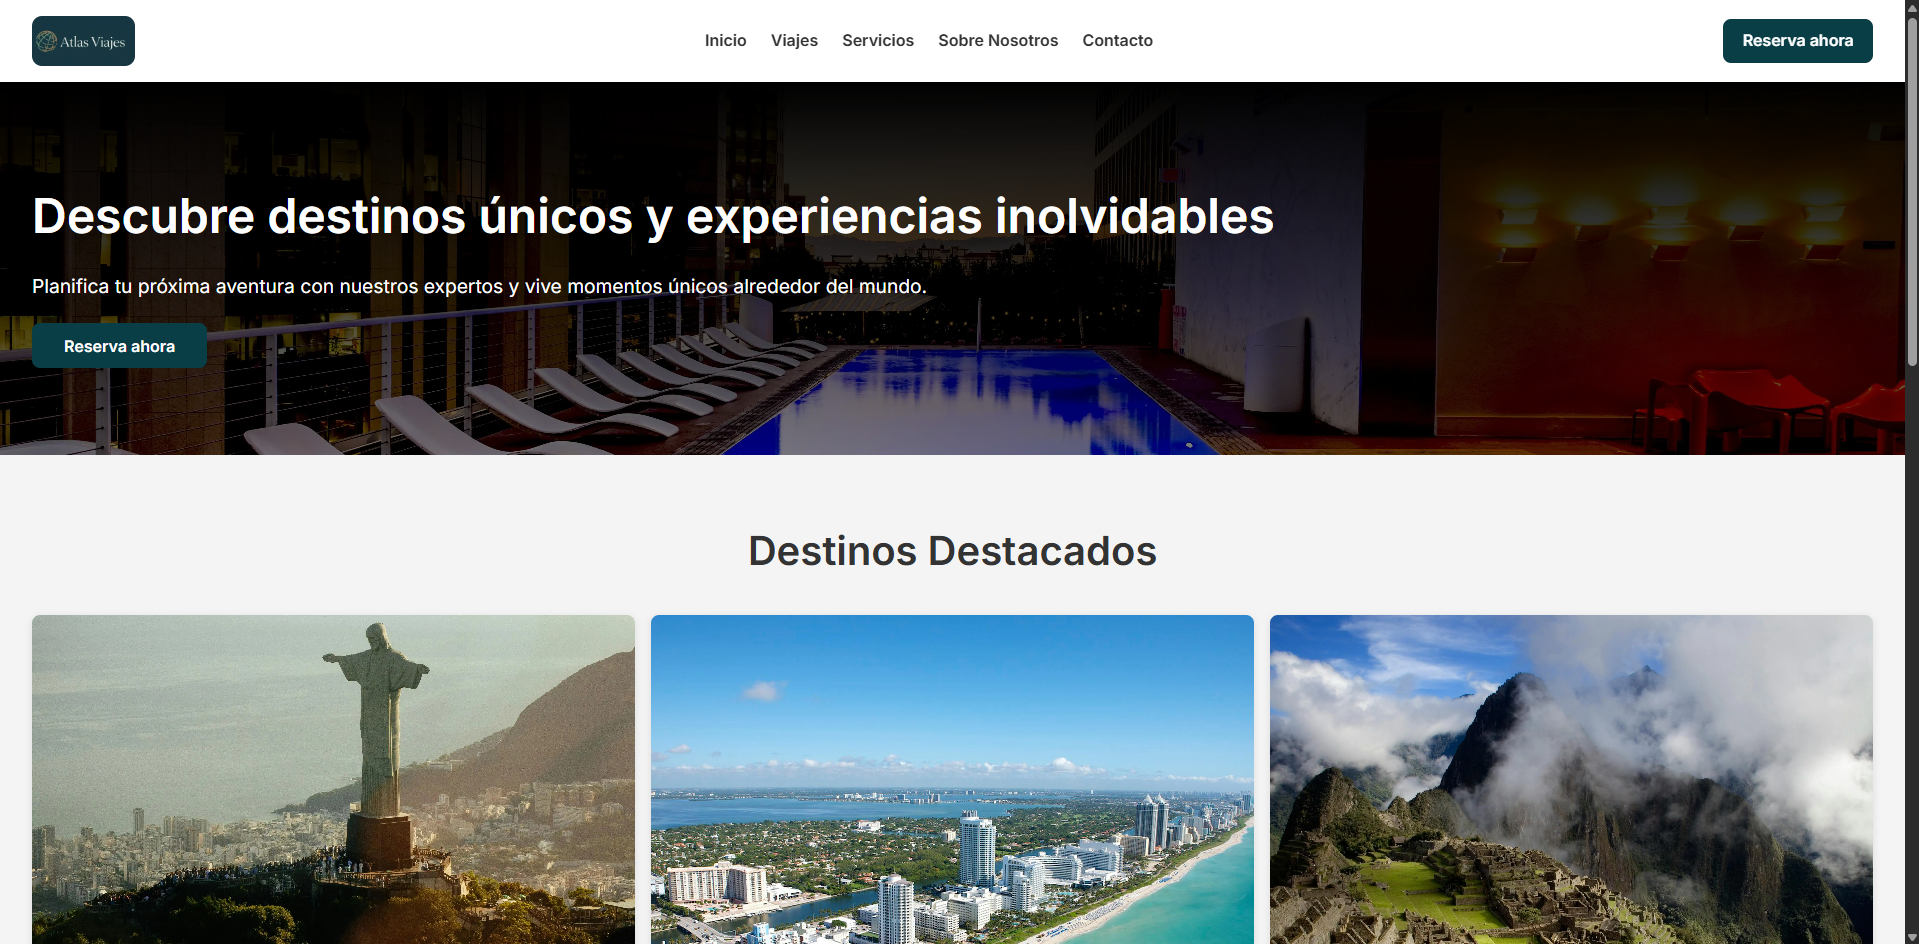 Atlas Viajes
Inicio
Viajes
Servicios
Sobre Nosotros
Contacto
Reserva ahora
Descubre destinos únicos y experiencias inolvidables
Planifica tu próxima aventura con nuestros expertos y vive momentos únicos alrededor del mundo.
Reserva ahora
Destinos Destacados